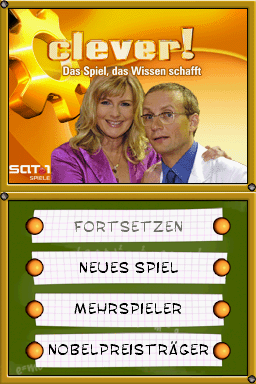 clever!
Das Spiel, das Wissen schafft
SAT.1
SPIELE
FORTSETZEN
NEUES SPIEL
MEHRSPIELER
NOBELPREISTRÄGER